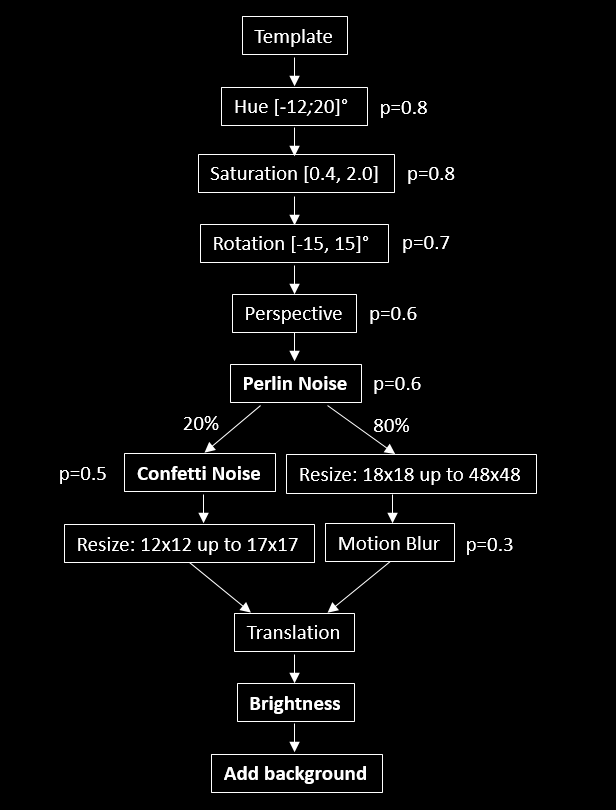 Template
Hue [-12;20]° p=0.8
Saturation [0.4, 2.0] p=0.8
Rotation [-15, 15]° p=0.7
Perspective p=0.6
Perlin Noise p=0.6
20% 80%
p=0.5 Confetti Noise Resize: 18x18 up to 48x48
Resize: 12x12 up to 17x17 Motion Blur p=0.3
Translation
Brightness
Add background